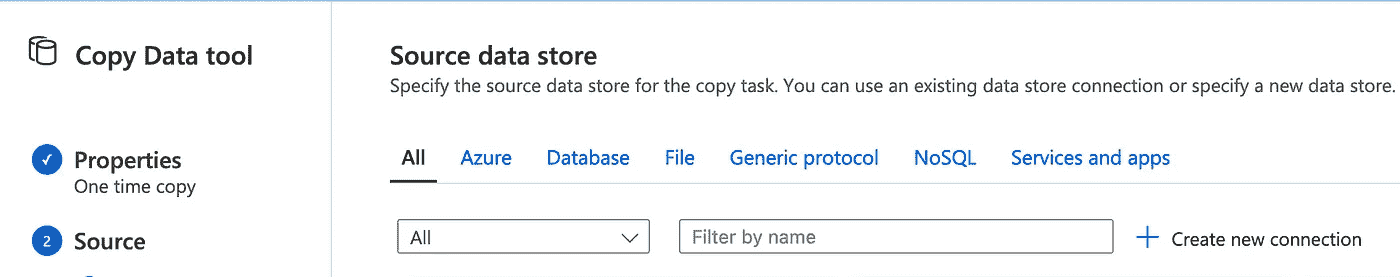 Copy Data tool
Source data store
Specify the source data store for the copy task. You can use an existing data store connection or specify a new data store.
Properties
One time copy
2 Source
All Azure Database File Generic protocol NoSQL Services and apps
All Filter by name + Create new connection